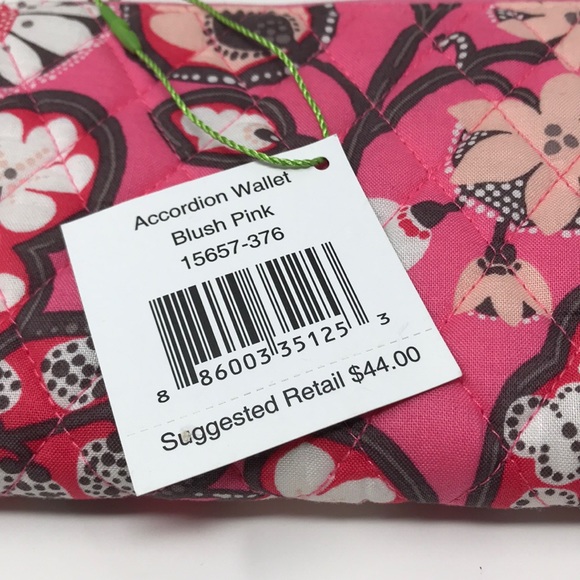 Accordion Wallet
Blush Pink
15657-376
8 86003 35125 3
Suggested Retail $44.00